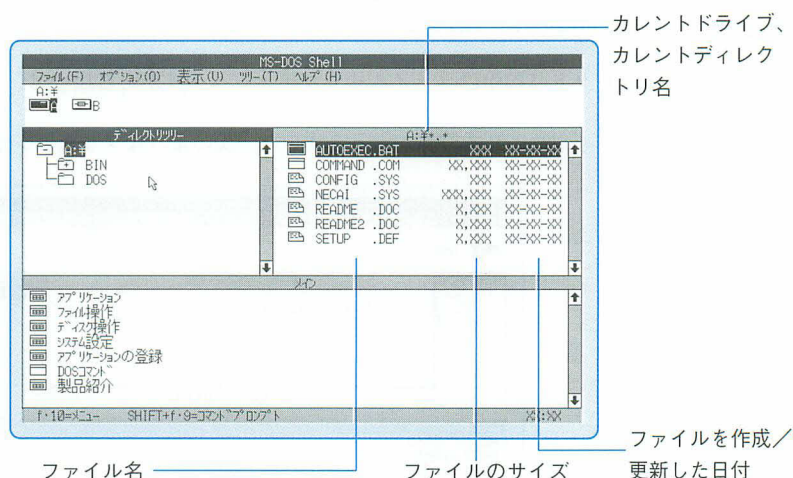 カレントドライブ、
カレントディレク
トリ名
MS-DOS Shell
ファイル(F) オプション(O) 表示(U) ツリー(T) ヘルプ(H)
A:¥
A B
ディレクトリツリー
A:¥*.*
A:¥
BIN
DOS
AUTOEXEC.BAT XXX XX-XX-XX
COMMAND .COM XX,XXX XX-XX-XX
CONFIG .SYS XXX XX-XX-XX
NECAI .SYS XXX,XXX XX-XX-XX
README .DOC X,XXX XX-XX-XX
README2 .DOC X,XXX XX-XX-XX
SETUP .DEF X,XXX XX-XX-XX
メイン
アプリケーション
ファイル操作
ディスク操作
システム設定
アプリケーションの登録
DOSコマンド
製品紹介
f・10=メニュー SHIFT+f・9=コマンドプロンプト XX:XX
ファイル名
ファイルのサイズ
ファイルを作成／
更新した日付